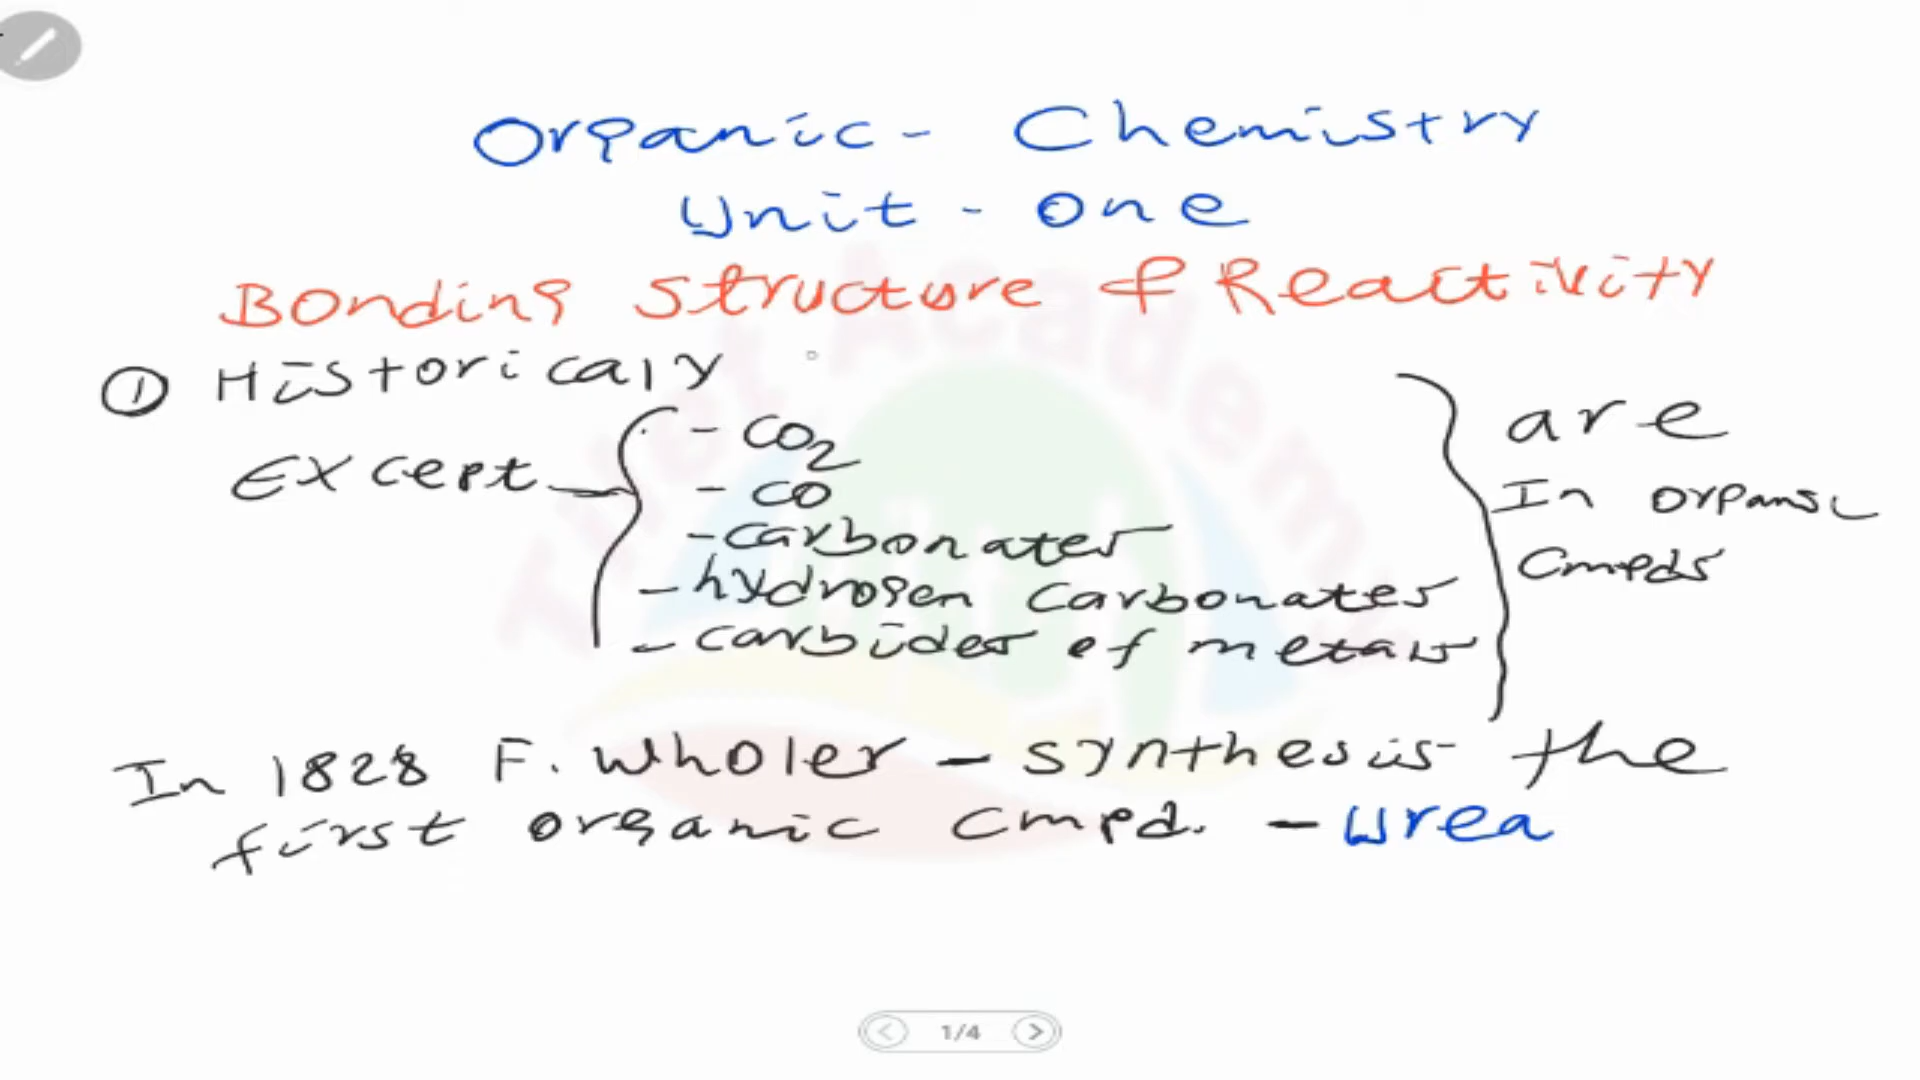 Organic - Chemistry
Unit - One
Bonding structure & Reactivity
① Historicaly
Except
- CO2
- CO
- carbonates
- hydrogen carbonates
- carbides of metals
are
In organic
Cmpds
In 1828 F. Wholer - synthesis the
first organic cmpd. - Urea
1/4